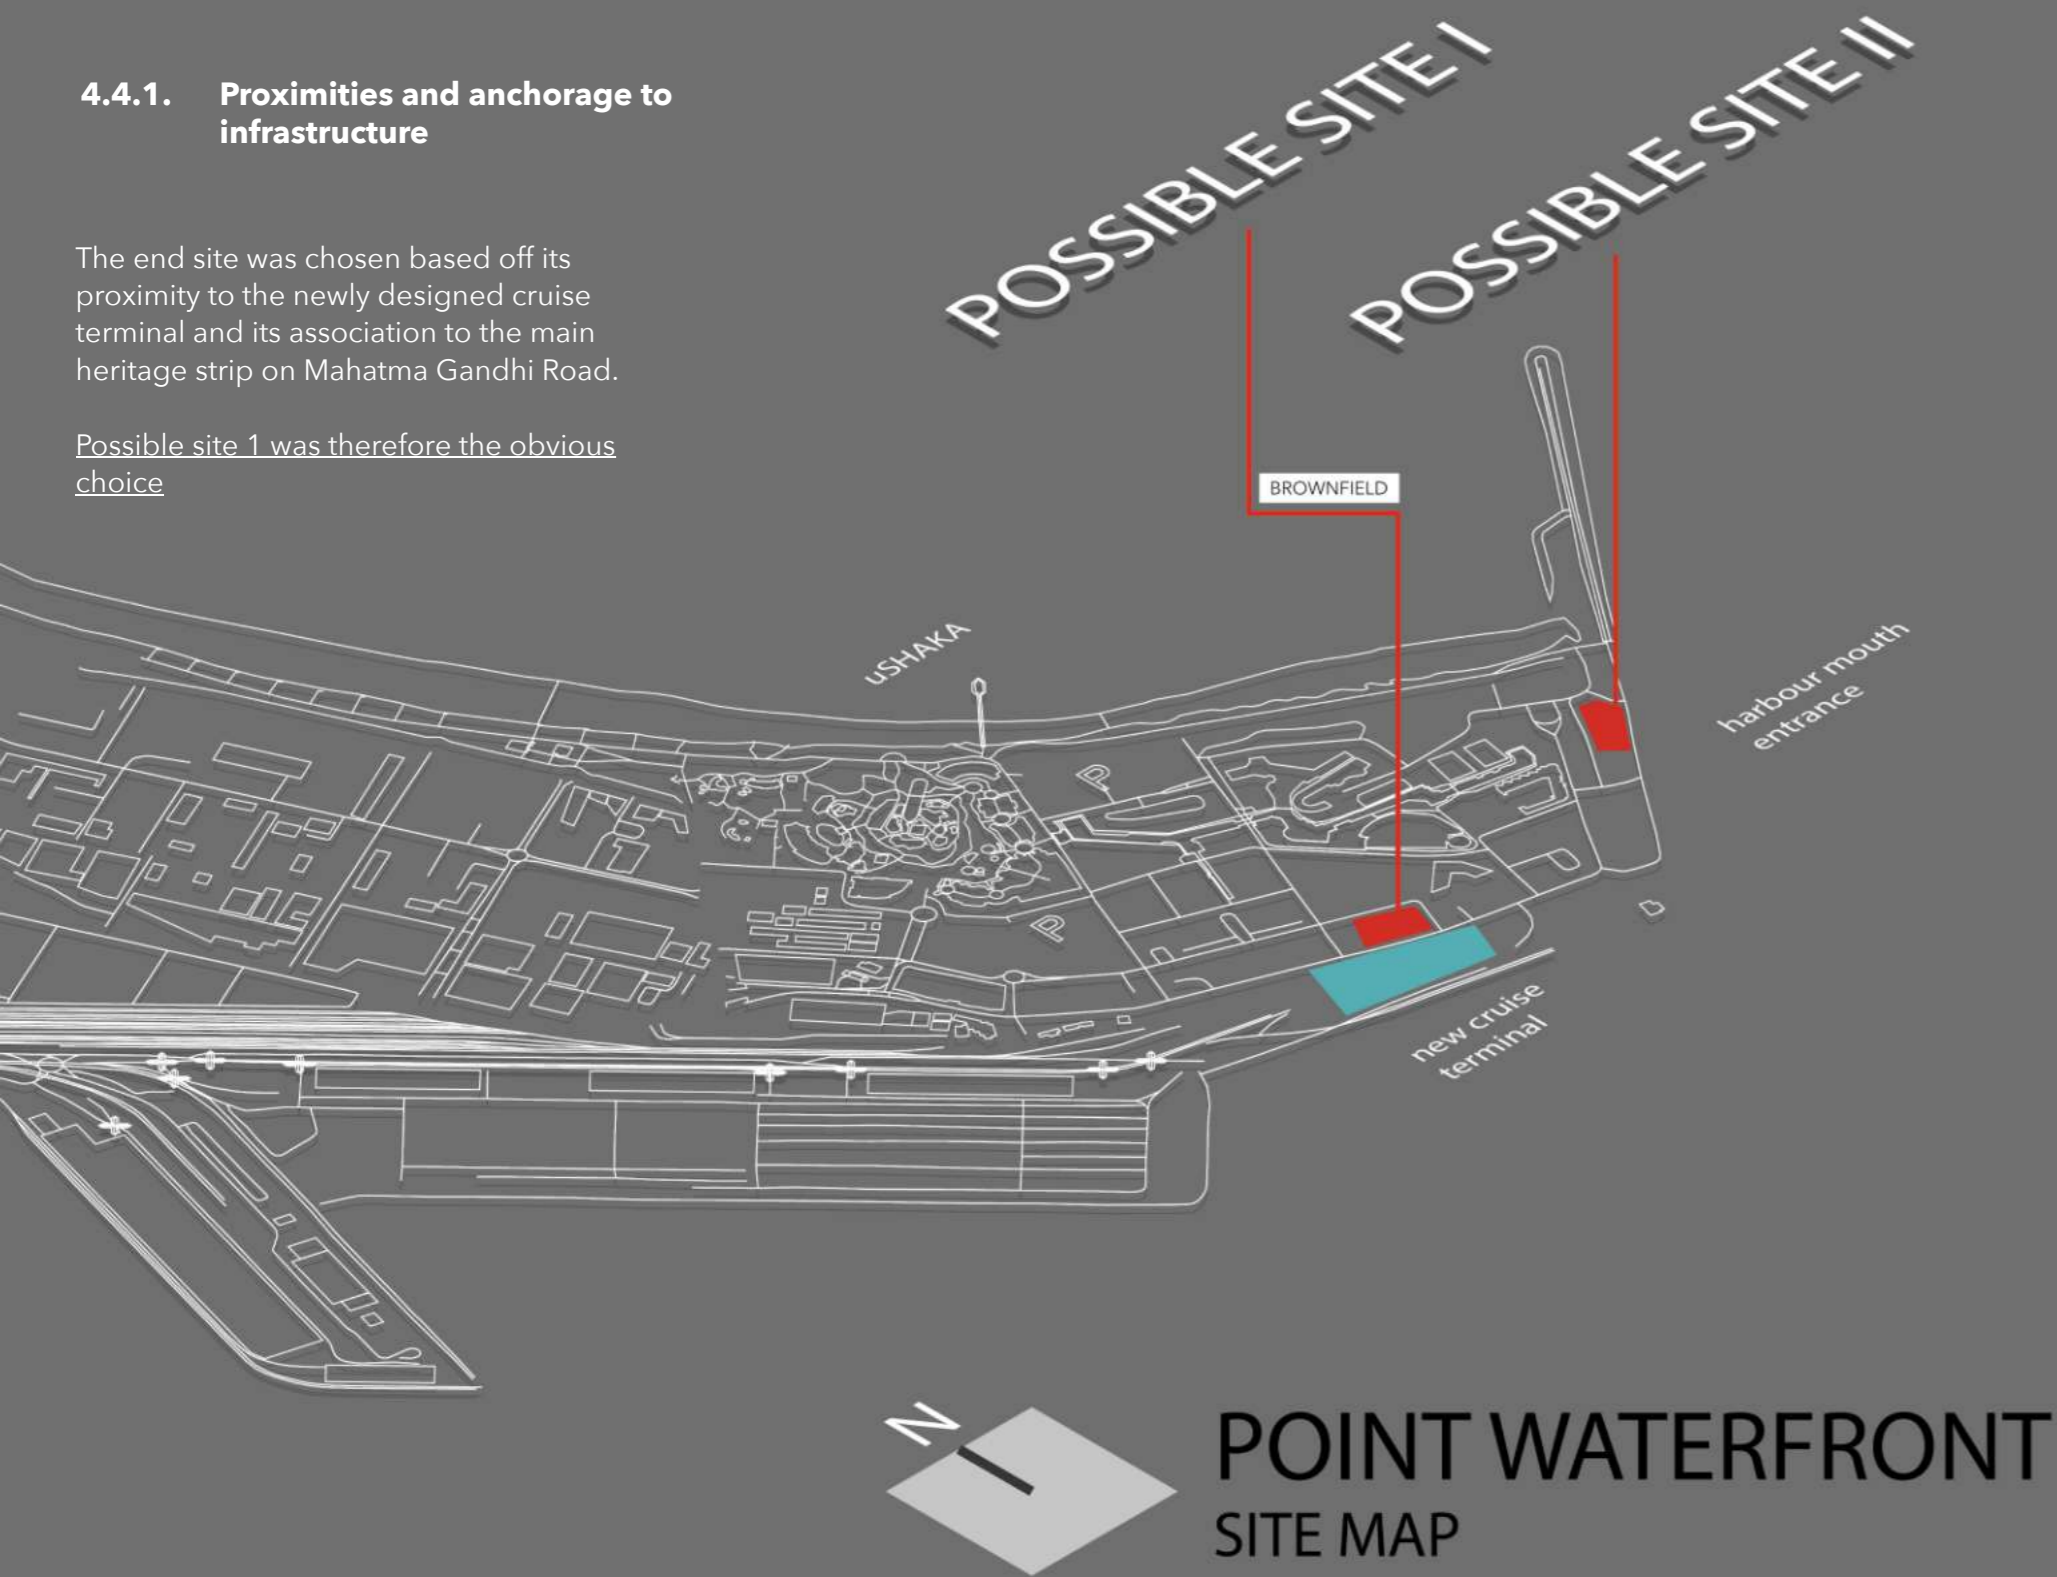 4.4.1. Proximities and anchorage to
infrastructure
The end site was chosen based off its
proximity to the newly designed cruise
terminal and its association to the main
heritage strip on Mahatma Gandhi Road.
Possible site 1 was therefore the obvious
choice
POSSIBLE SITE I
POSSIBLE SITE II
BROWNFIELD
uSHAKA
harbour mouth
entrance
P
P
new cruise
terminal
N
POINT WATERFRONT
SITE MAP